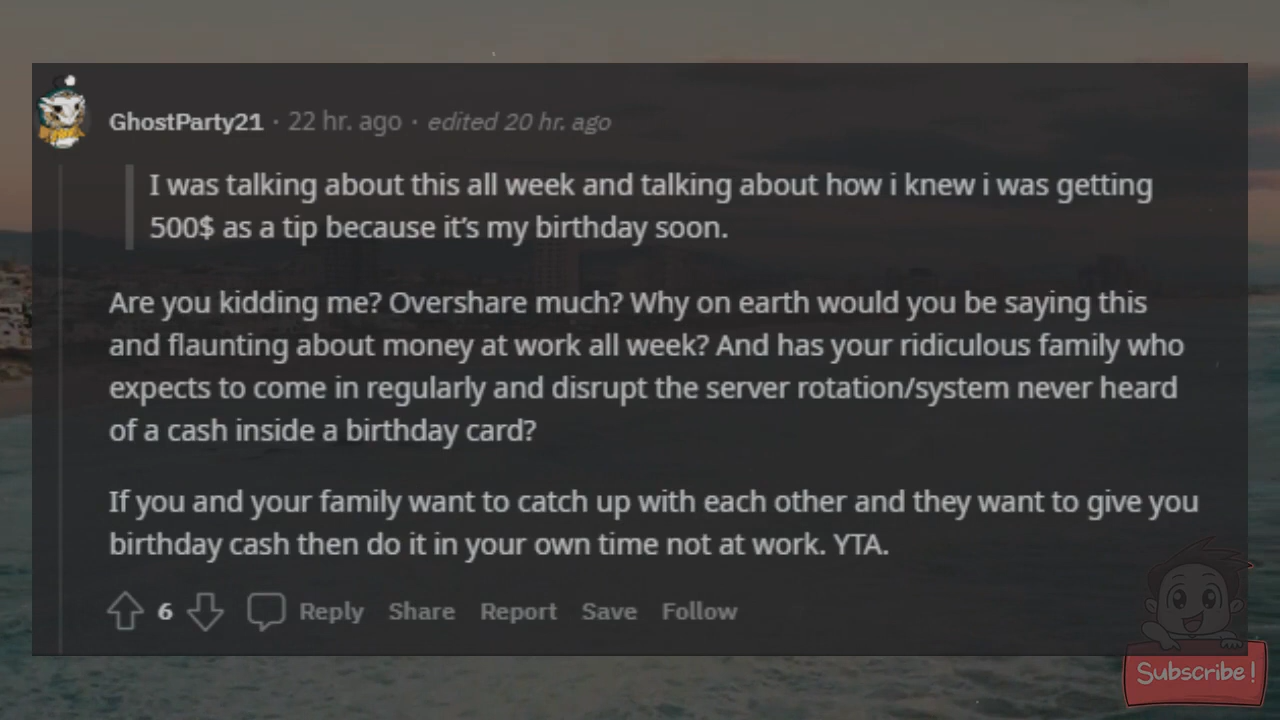 GhostParty21 · 22 hr. ago · edited 20 hr. ago
I was talking about this all week and talking about how i knew i was getting
500$ as a tip because it’s my birthday soon.
Are you kidding me? Overshare much? Why on earth would you be saying this
and flaunting about money at work all week? And has your ridiculous family who
expects to come in regularly and disrupt the server rotation/system never heard
of a cash inside a birthday card?
If you and your family want to catch up with each other and they want to give you
birthday cash then do it in your own time not at work. YTA.
6 Reply Share Report Save Follow
Subscribe!